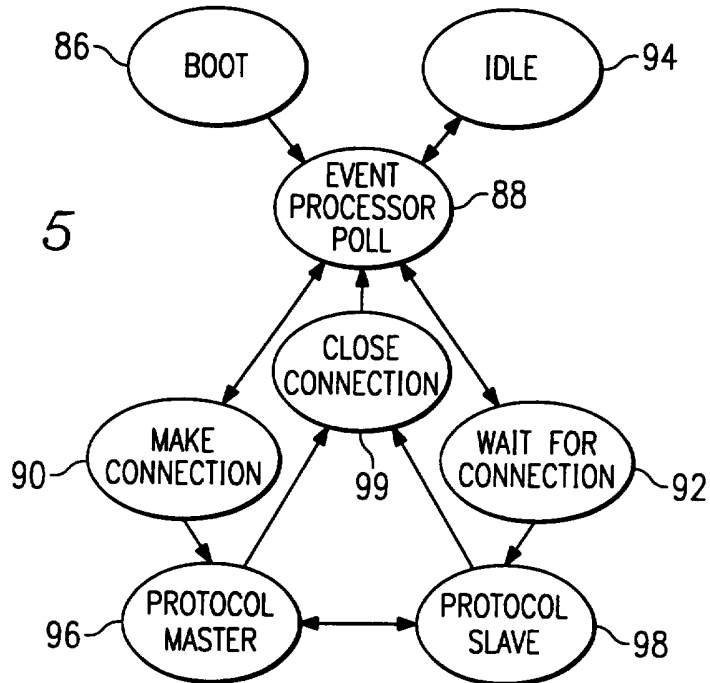 86
BOOT
IDLE
94
EVENT
PROCESSOR
POLL
88
5
CLOSE
CONNECTION
99
MAKE
CONNECTION
90
WAIT FOR
CONNECTION
92
PROTOCOL
MASTER
96
PROTOCOL
SLAVE
98